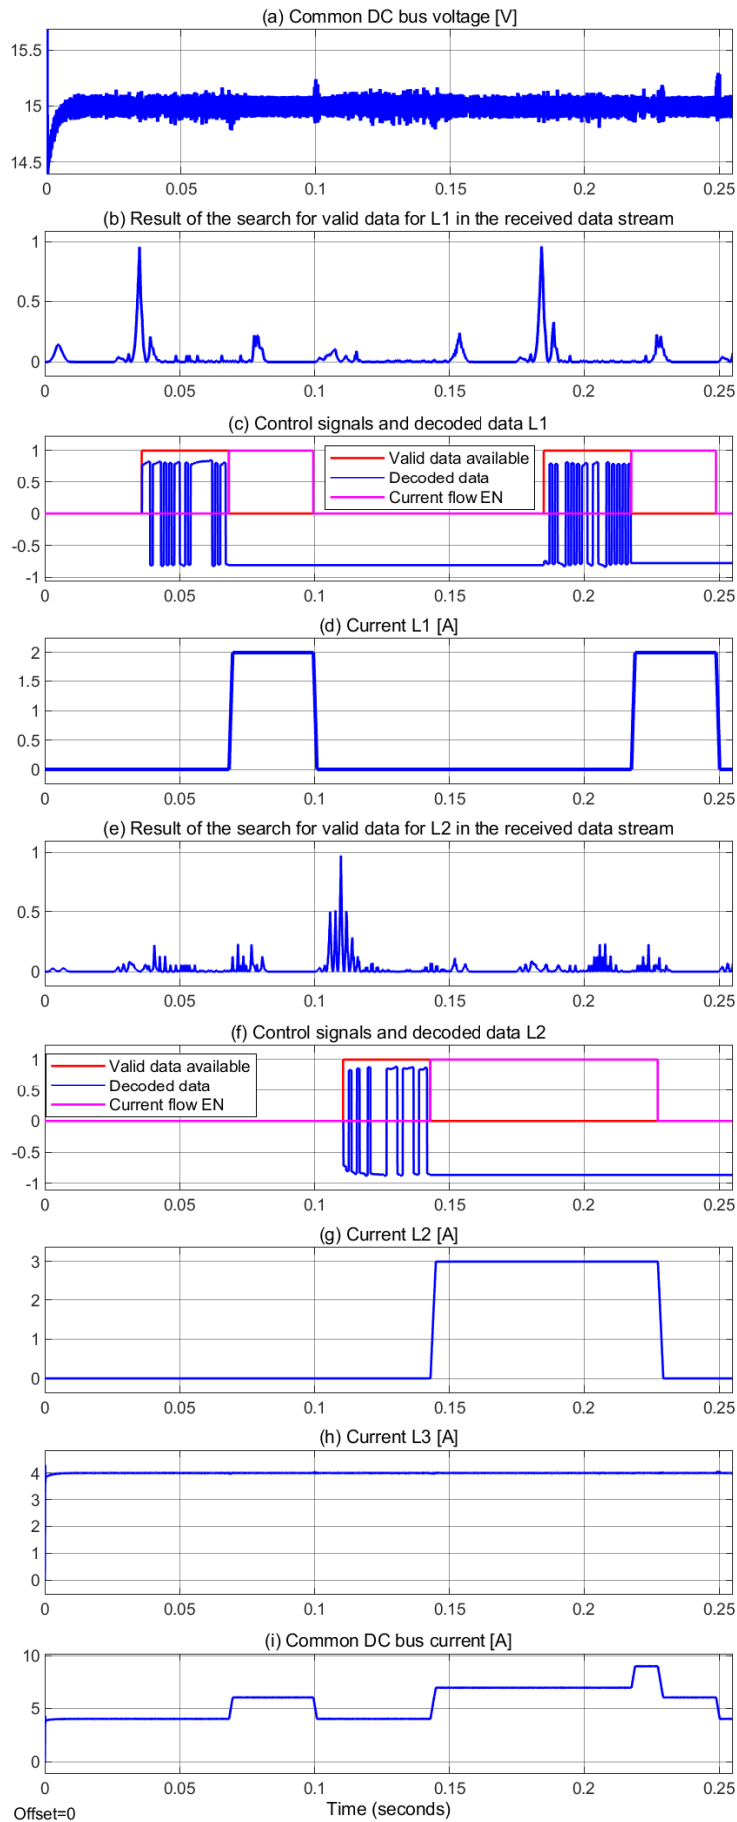 (a) Common DC bus voltage [V]
15.5
15
14.5
0 0.05 0.1 0.15 0.2 0.25
(b) Result of the search for valid data for L1 in the received data stream
1
0.5
0
0 0.05 0.1 0.15 0.2 0.25
(c) Control signals and decoded data L1
1
0.5
0
-0.5
-1
Valid data available
Decoded data
Current flow EN
0 0.05 0.1 0.15 0.2 0.25
(d) Current L1 [A]
2
1.5
1
0.5
0
0 0.05 0.1 0.15 0.2 0.25
(e) Result of the search for valid data for L2 in the received data stream
1
0.5
0
0 0.05 0.1 0.15 0.2 0.25
(f) Control signals and decoded data L2
1
0.5
0
-0.5
-1
Valid data available
Decoded data
Current flow EN
0 0.05 0.1 0.15 0.2 0.25
(g) Current L2 [A]
3
2
1
0
0 0.05 0.1 0.15 0.2 0.25
(h) Current L3 [A]
4
3
2
1
0
0 0.05 0.1 0.15 0.2 0.25
(i) Common DC bus current [A]
10
5
0
0 0.05 0.1 0.15 0.2 0.25
Time (seconds)
Offset=0